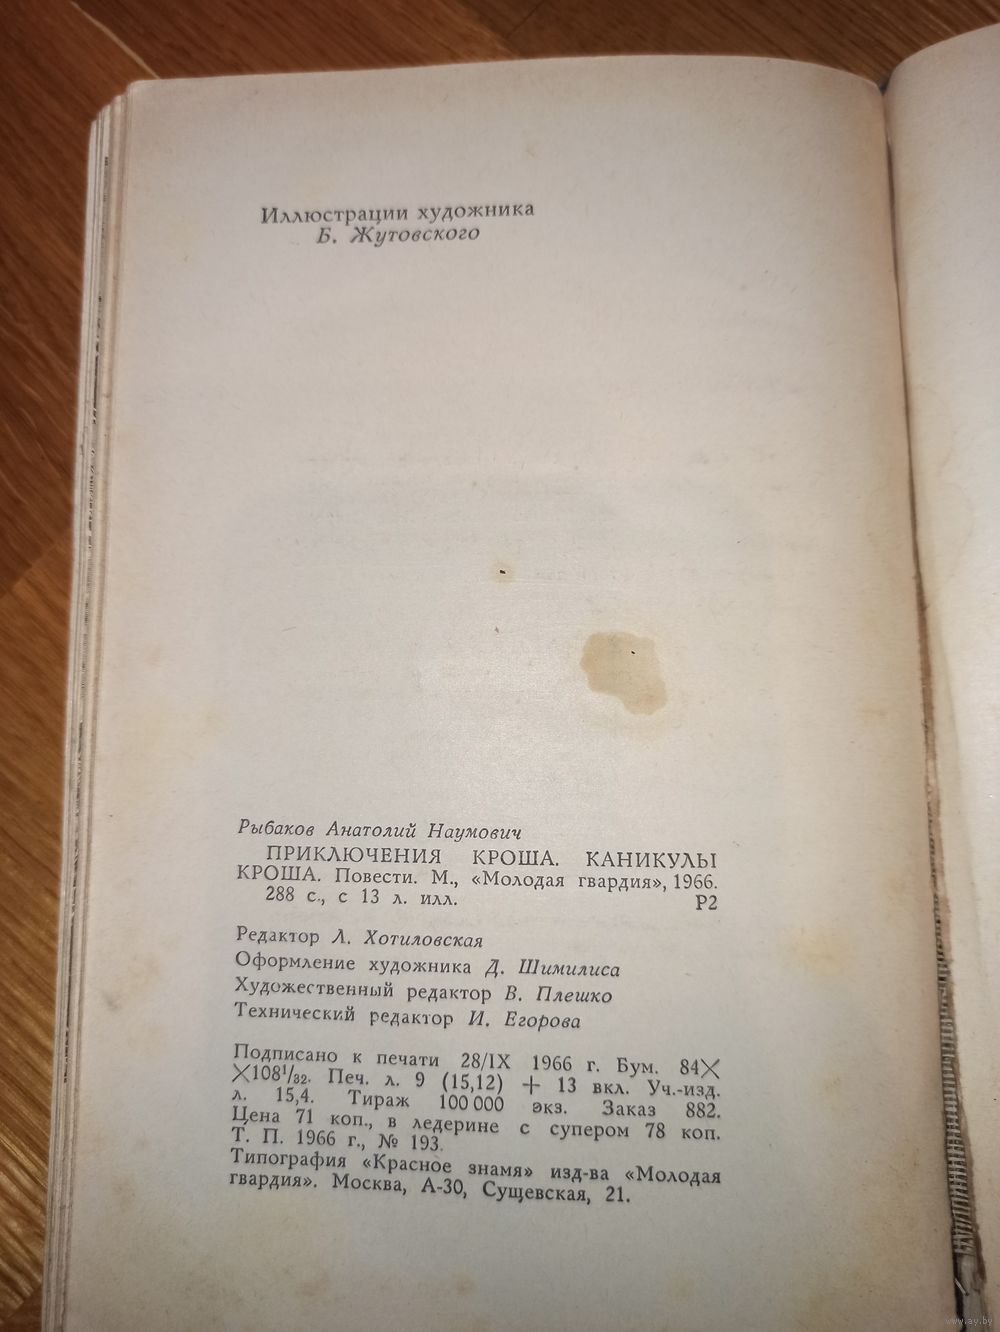 Иллюстрации художника
Б. Жутовского
Рыбаков Анатолий Наумович
ПРИКЛЮЧЕНИЯ КРОША. КАНИКУЛЫ
КРОША. Повести. М., «Молодая гвардия», 1966.
288 с., с 13 л. илл. Р2
Редактор Л. Хотиловская
Оформление художника Д. Шимилиса
Художественный редактор В. Плешко
Технический редактор И. Егорова
Подписано к печати 28/IX 1966 г. Бум. 84×
×108¹/₃₂. Печ. л. 9 (15,12) + 13 вкл. Уч.-изд.
л. 15,4. Тираж 100 000 экз. Заказ 882.
Цена 71 коп., в ледерине с супером 78 коп.
Т. П. 1966 г., № 193.
Типография «Красное знамя» изд-ва «Молодая
гвардия». Москва, А-30, Сущевская, 21.
www.ay.by